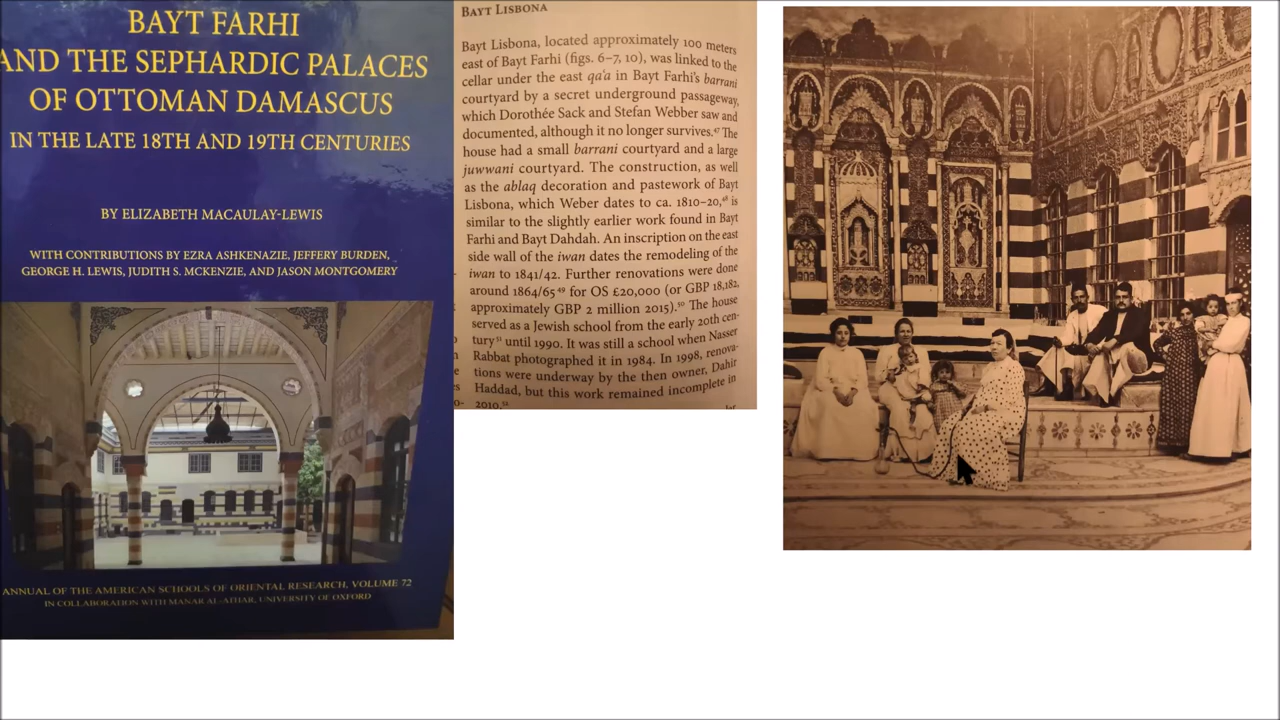 BAYT FARHI
AND THE SEPHARDIC PALACES
OF OTTOMAN DAMASCUS
IN THE LATE 18TH AND 19TH CENTURIES
BY ELIZABETH MACAULAY-LEWIS
WITH CONTRIBUTIONS BY EZRA ASHKENAZIE, JEFFERY BURDEN,
GEORGE H. LEWIS, JUDITH S. MCKENZIE, AND JASON MONTGOMERY
ANNUAL OF THE AMERICAN SCHOOLS OF ORIENTAL RESEARCH, VOLUME 72
IN COLLABORATION WITH MANAR AL-ATHAR, UNIVERSITY OF OXFORD
BAYT LISBONA
Bayt Lisbona, located approximately 100 meters
east of Bayt Farhi (figs. 6–7, 10), was linked to the
cellar under the east qa'a in Bayt Farhi's barrani
courtyard by a secret underground passageway,
which Dorothée Sack and Stefan Webber saw and
documented, although it no longer survives.47 The
house had a small barrani courtyard and a large
juwwani courtyard. The construction, as well
as the ablaq decoration and pastework of Bayt
Lisbona, which Weber dates to ca. 1810–20,48 is
similar to the slightly earlier work found in Bayt
Farhi and Bayt Dahdah. An inscription on the east
side wall of the iwan dates the remodeling of the
iwan to 1841/42. Further renovations were done
around 1864/65 49 for OS £20,000 (or GBP 18,182,
approximately GBP 2 million 2015).50 The house
served as a Jewish school from the early 20th cen-
tury 51 until 1990. It was still a school when Nasser
Rabbat photographed it in 1984. In 1998, renova-
tions were underway by the then owner, Dahir
Haddad, but this work remained incomplete in
2010.52